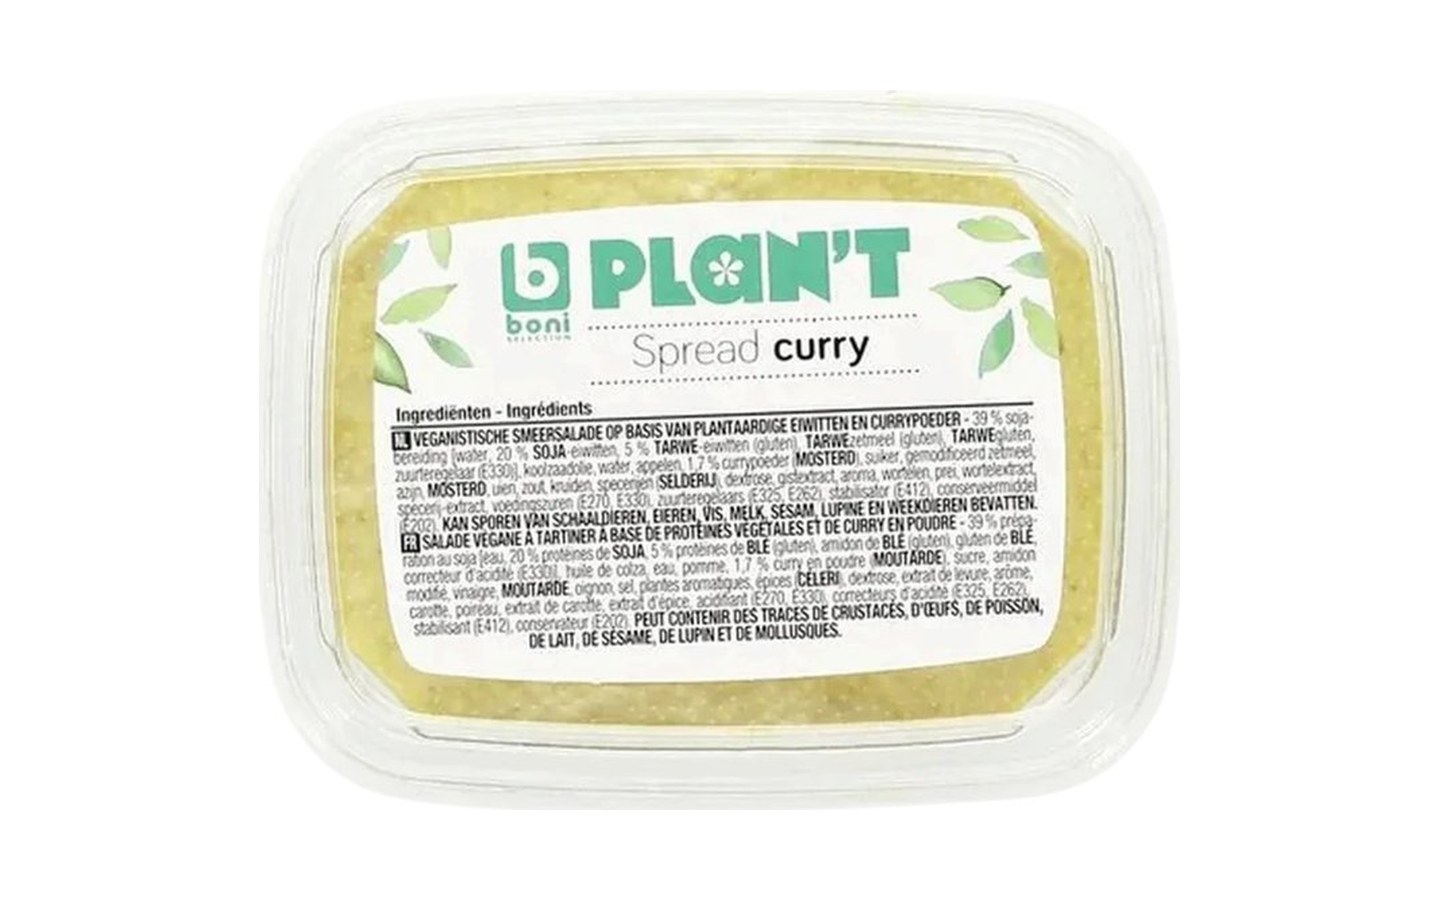 boni
SELECTION
PLAN'T
Spread curry
Ingrediënten - Ingrédients
NL VEGANISTISCHE SMEERSALADE OP BASIS VAN PLANTAARDIGE EIWITTEN EN CURRYPOEDER - 39 % soja-
bereiding [water, 20 % SOJA-eiwitten, 5 % TARWE-eiwitten (gluten), TARWEzetmeel (gluten), TARWEgluten,
zuurteregelaar (E330)], koolzaadolie, water, appelen, 1,7 % currypoeder (MOSTERD), suiker, gemodificeerd zetmeel,
azijn, MOSTERD, uien, zout, kruiden, specerijen (SELDERIJ), dextrose, gistextract, aroma, wortelen, prei, wortelextract,
specerij-extract, voedingszuren (E270, E330), zuurteregelaars (E325, E262), stabilisator (E412), conserveermiddel
(E202). KAN SPOREN VAN SCHAALDIEREN, EIEREN, VIS, MELK, SESAM, LUPINE EN WEEKDIEREN BEVATTEN.
FR SALADE VÉGANE À TARTINER À BASE DE PROTÉINES VÉGÉTALES ET DE CURRY EN POUDRE - 39 % prépa-
ration au soja [eau, 20 % protéines de SOJA, 5 % protéines de BLÉ (gluten), amidon de BLÉ (gluten), gluten de BLÉ,
correcteur d'acidité (E330)], huile de colza, eau, pomme, 1,7 % curry en poudre (MOUTARDE), sucre, amidon
modifié, vinaigre, MOUTARDE, oignon, sel, plantes aromatiques, épices (CÉLERI), dextrose, extrait de levure, arôme,
carotte, poireau, extrait de carotte, extrait d'épice, acidifiant (E270, E330), correcteurs d'acidité (E325, E262),
stabilisant (E412), conservateur (E202). PEUT CONTENIR DES TRACES DE CRUSTACÉS, D'ŒUFS, DE POISSON,
DE LAIT, DE SÉSAME, DE LUPIN ET DE MOLLUSQUES.